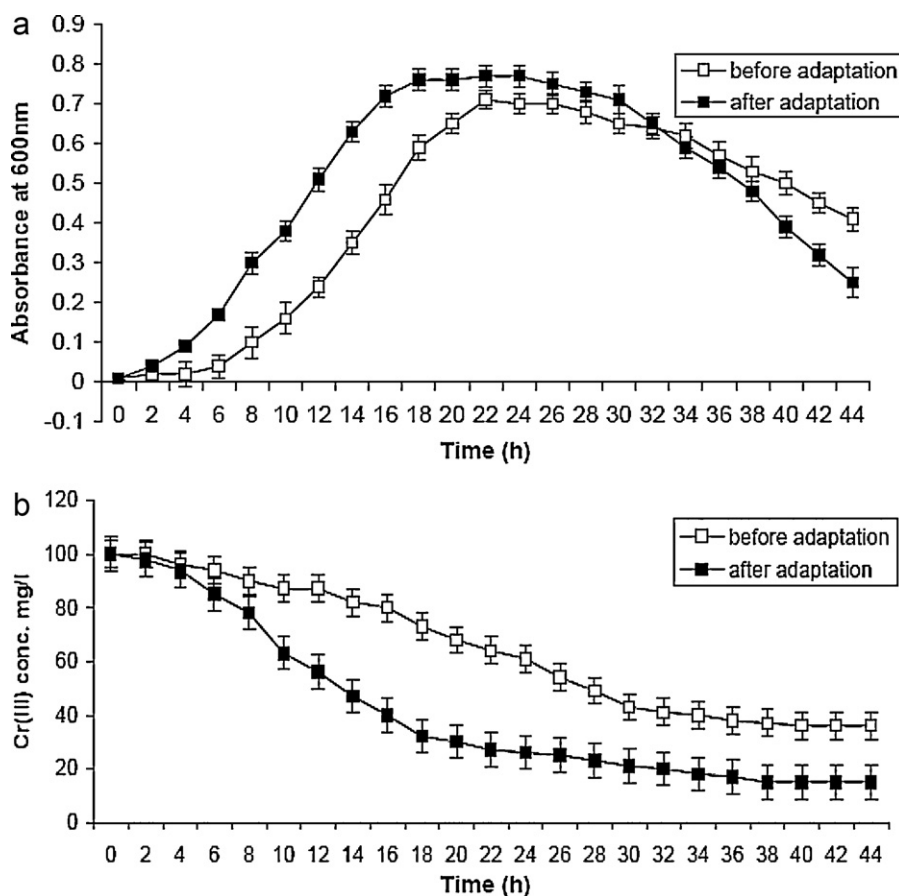 a
0.9
0.8
0.7
0.6
0.5
0.4
0.3
0.2
0.1
0
-0.1
Absorbance at 600nm
before adaptation
after adaptation
0 2 4 6 8 10 12 14 16 18 20 22 24 26 28 30 32 34 36 38 40 42 44
Time (h)
b
120
100
80
60
40
20
0
Cr(III) conc. mg/l
before adaptation
after adaptation
0 2 4 6 8 10 12 14 16 18 20 22 24 26 28 30 32 34 36 38 40 42 44
Time (h)